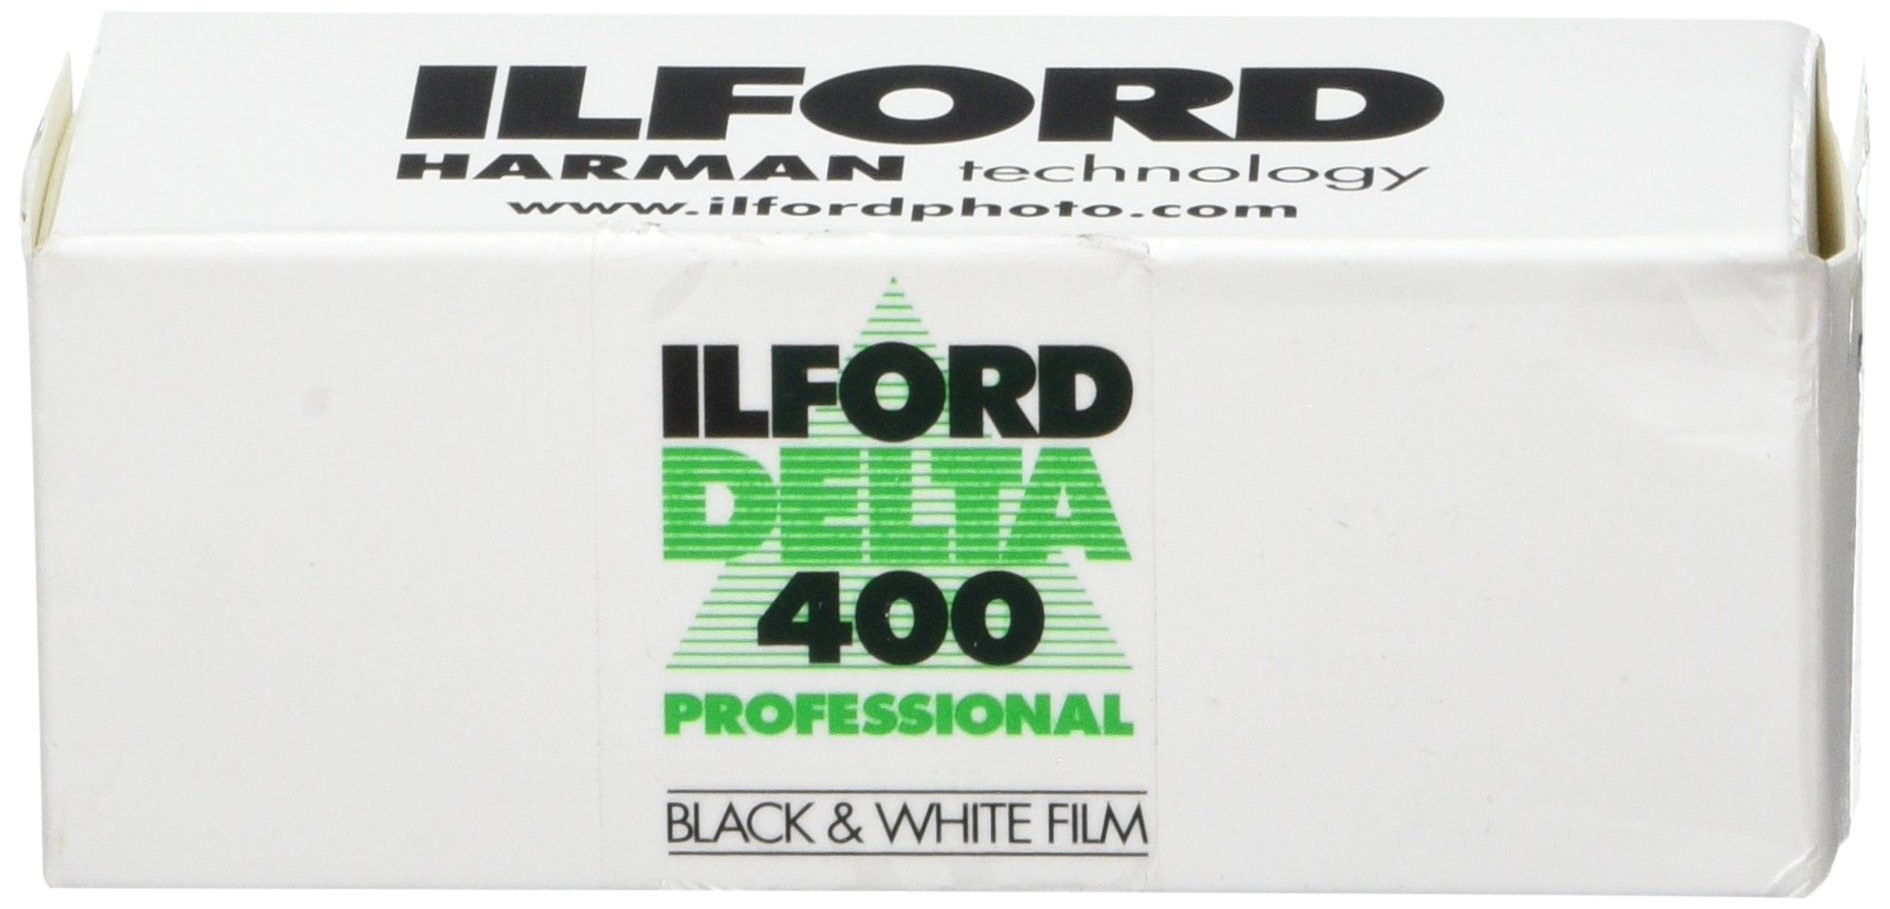 ILFORD
HARMAN technology
www.ilfordphoto.com
ILFORD
DELTA
400
PROFESSIONAL
BLACK & WHITE FILM